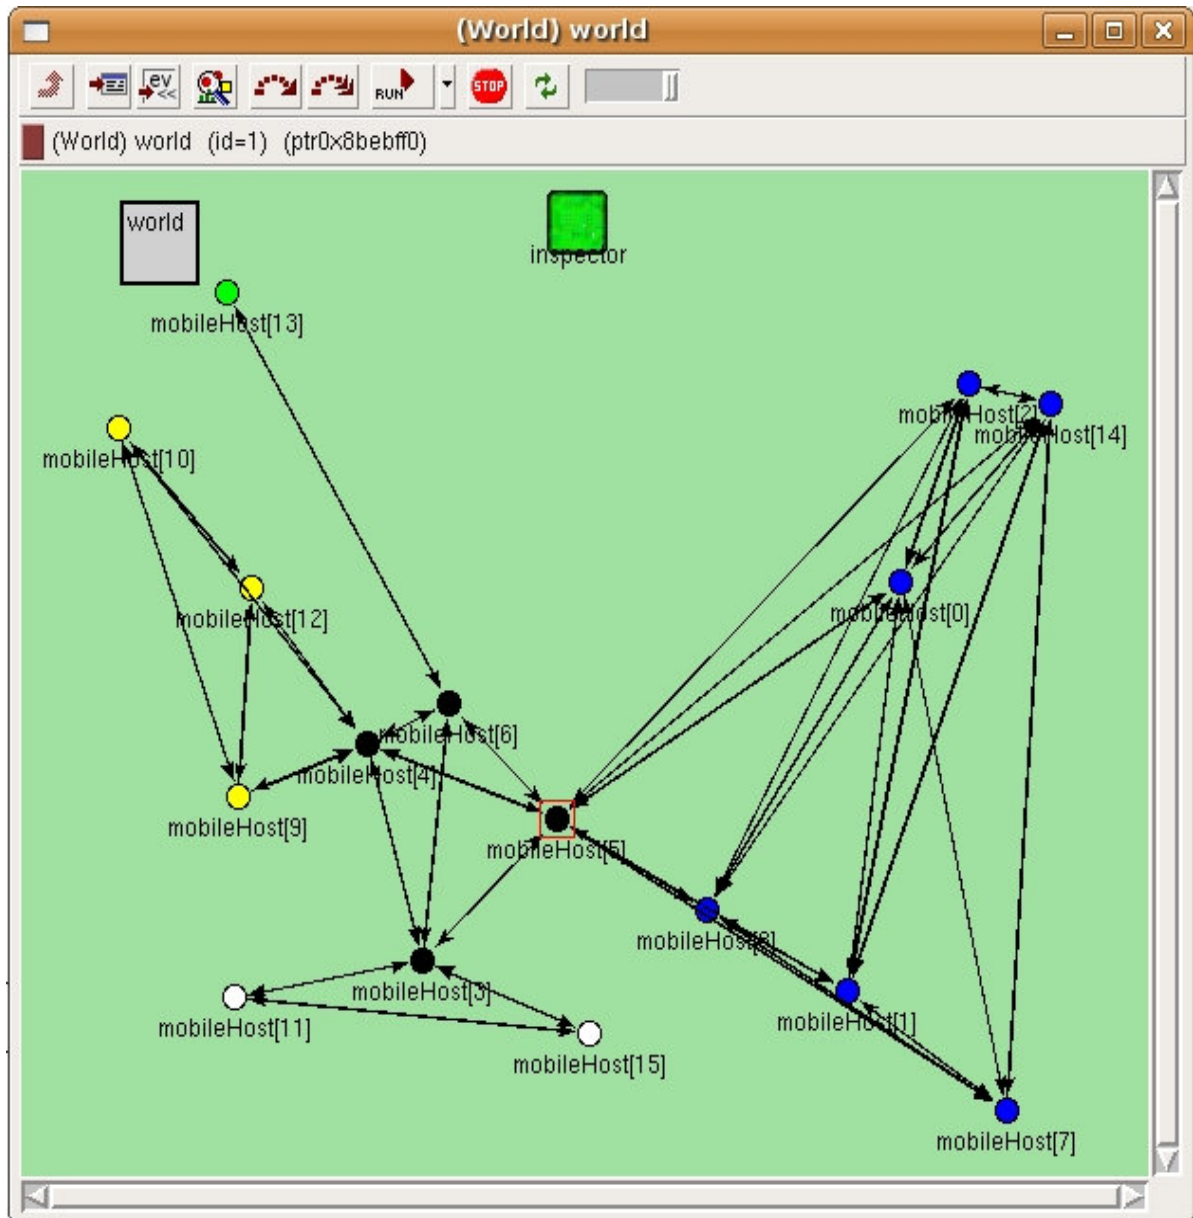 (World) world
ev
<<
RUN
STOP
(World) world (id=1) (ptr0x8bebff0)
world
inspector
mobileHost[13]
mobileHost[2]
mobileHost[14]
mobileHost[10]
mobileHost[12]
mobileHost[0]
mobileHost[6]
mobileHost[4]
mobileHost[9]
mobileHost[5]
mobileHost[8]
mobileHost[3]
mobileHost[11]
mobileHost[1]
mobileHost[15]
mobileHost[7]